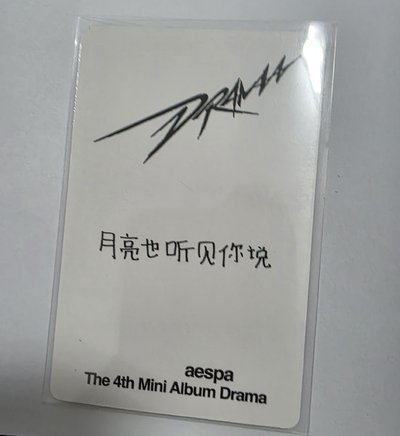 DRAMA
月亮也听见你说
aespa
The 4th Mini Album Drama